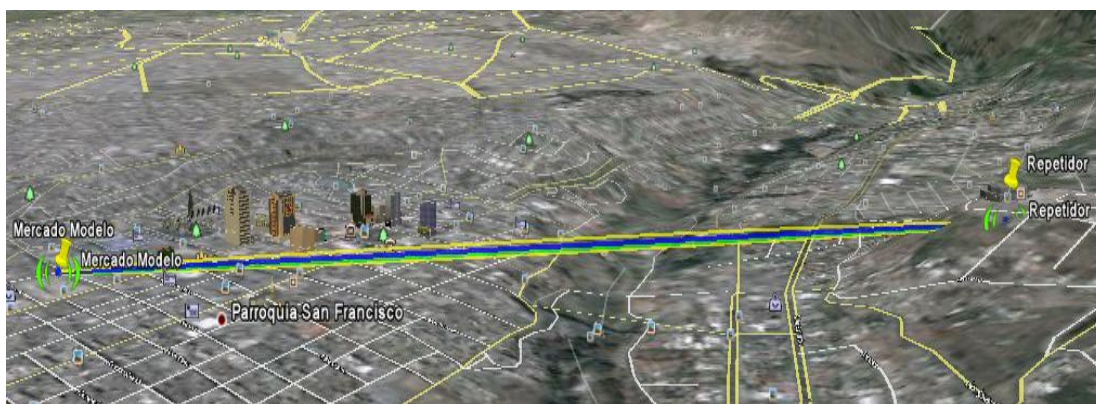 Repetidor
Repetidor
Mercado Modelo
Mercado Modelo
Parroquia San Francisco